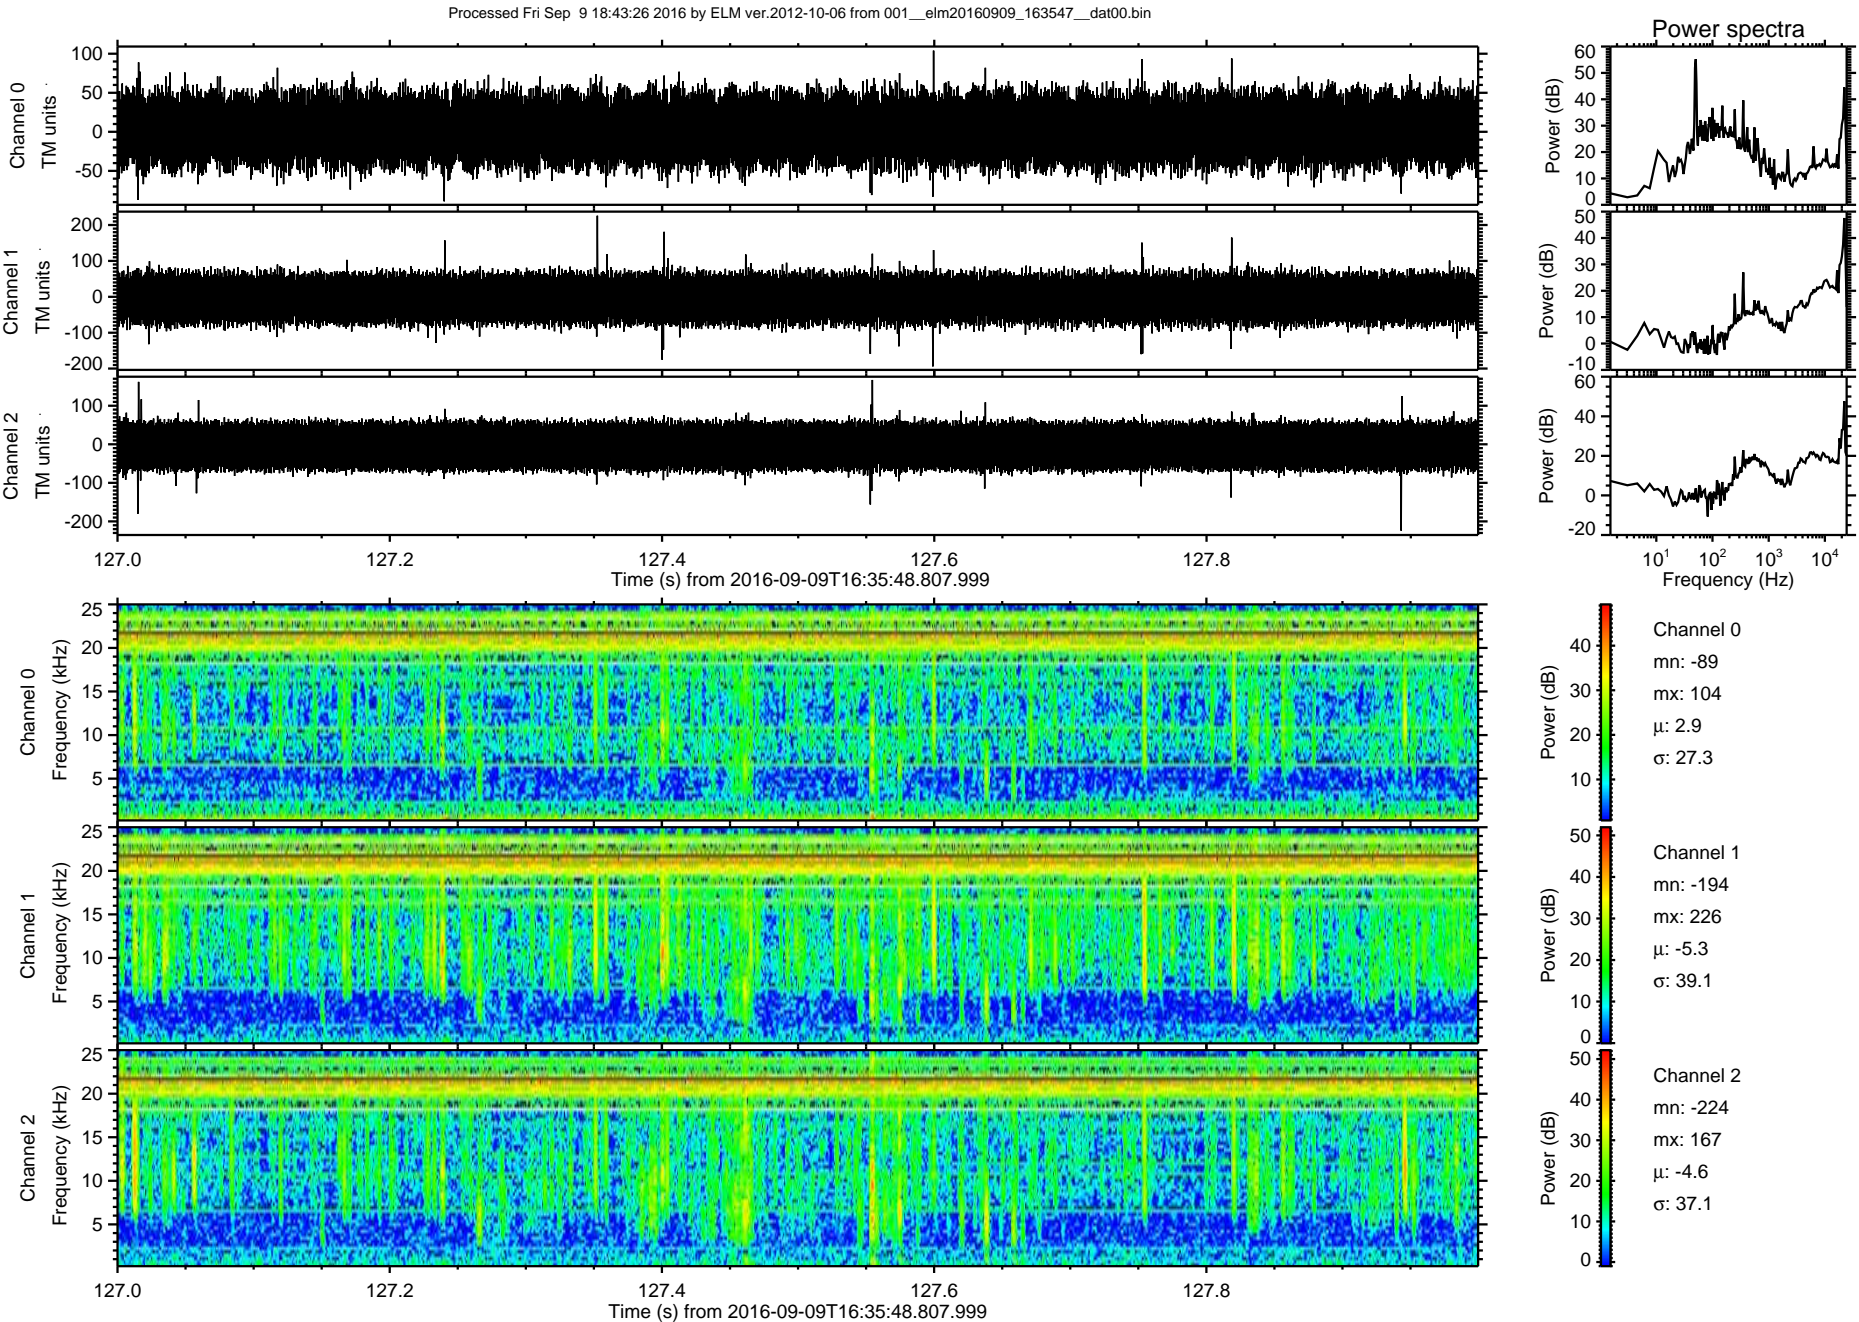 Processed Fri Sep  9 18:43:26 2016 by ELM ver.2012-10-06 from 001__elm20160909_163547__dat00.bin
Power spectra
Channel 0
TM units
100
50
0
-50
Power (dB)
60
50
40
30
20
10
0
Channel 1
TM units
200
100
0
-100
-200
Power (dB)
50
40
30
20
10
0
-10
Channel 2
TM units
100
0
-100
-200
Power (dB)
60
40
20
0
-20
127.0 127.2 127.4 127.6 127.8
Time (s) from 2016-09-09T16:35:48.807.999
10^1 10^2 10^3 10^4
Frequency (Hz)
Channel 0
Frequency (kHz)
25
20
15
10
5
Power (dB)
40
30
20
10
Channel 0
mn: -89
mx: 104
μ: 2.9
σ: 27.3
Channel 1
Frequency (kHz)
25
20
15
10
5
Power (dB)
50
40
30
20
10
0
Channel 1
mn: -194
mx: 226
μ: -5.3
σ: 39.1
Channel 2
Frequency (kHz)
25
20
15
10
5
Power (dB)
50
40
30
20
10
0
Channel 2
mn: -224
mx: 167
μ: -4.6
σ: 37.1
127.0 127.2 127.4 127.6 127.8
Time (s) from 2016-09-09T16:35:48.807.999